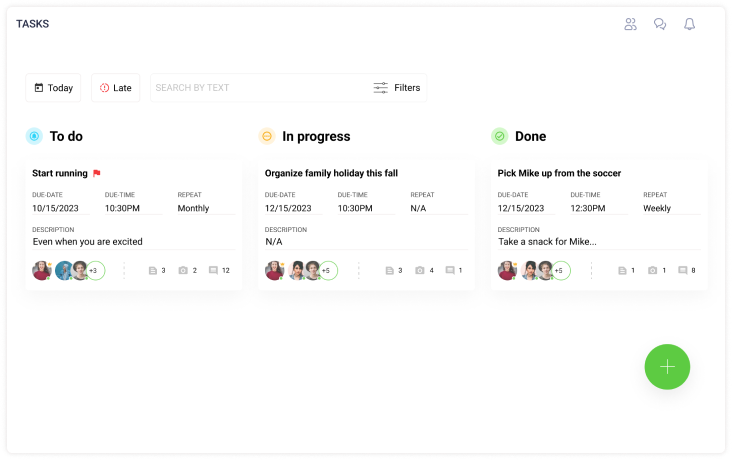 TASKS
Today
Late
SEARCH BY TEXT
Filters
To do
Start running
DUE-DATE DUE-TIME REPEAT
10/15/2023 10:30PM Monthly
DESCRIPTION
Even when you are excited
+3 3 2 12
In progress
Organize family holiday this fall
DUE-DATE DUE-TIME REPEAT
12/15/2023 10:30PM N/A
DESCRIPTION
N/A
+5 3 4 1
Done
Pick Mike up from the soccer
DUE-DATE DUE-TIME REPEAT
12/15/2023 12:30PM Weekly
DESCRIPTION
Take a snack for Mike...
+5 1 1 8